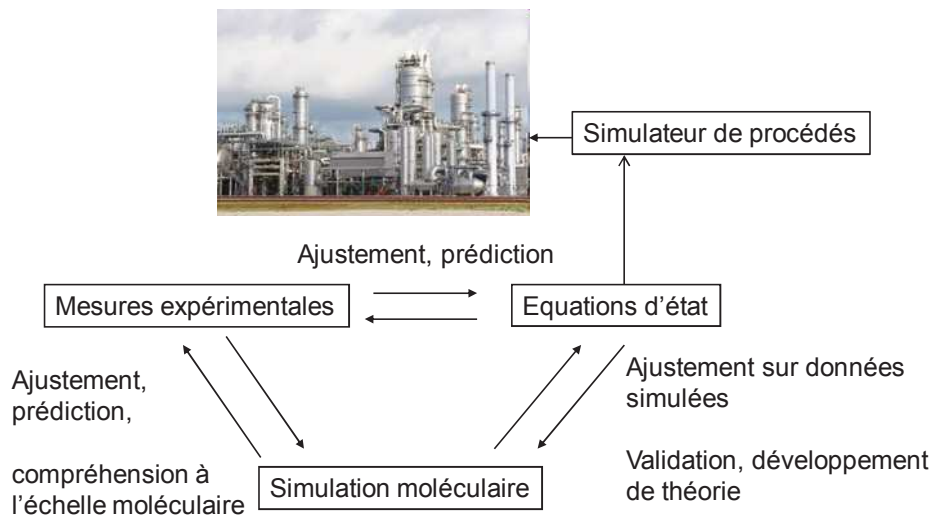 Simulateur de procédés
Ajustement, prédiction
Mesures expérimentales
Equations d'état
Ajustement,
prédiction,
compréhension à
l'échelle moléculaire
Ajustement sur données
simulées
Validation, développement
de théorie
Simulation moléculaire